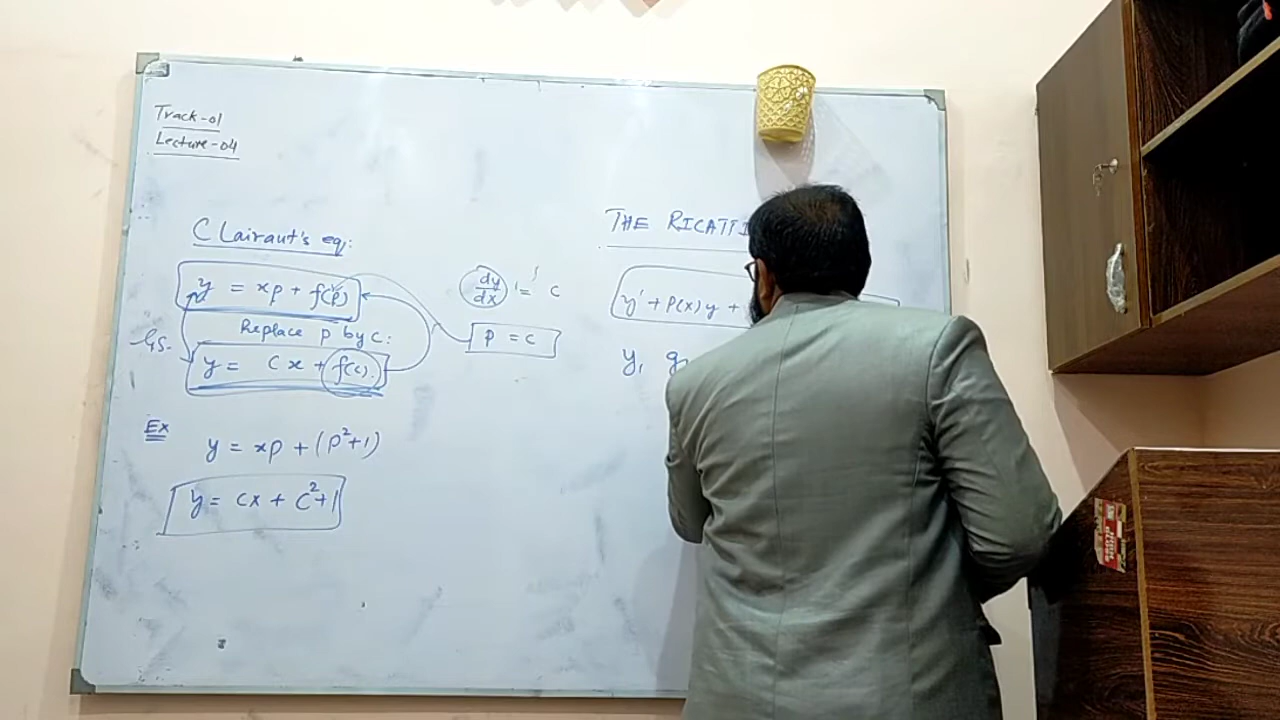 Track-01
Lecture-04
Clairaut's eq:
y = xp + f(p)
Replace p by c:
G.S.
y = cx + f(c).
dy/dx = c
p = c
Ex
y = xp + (p²+1)
y = cx + c²+1
THE RICATTI
y' + P(x)y +
y₁